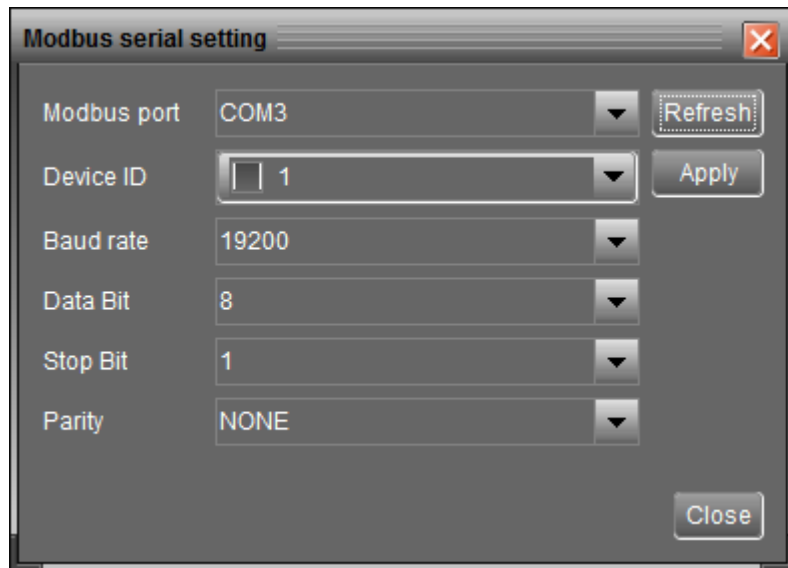 Modbus serial setting
Modbus port COM3 Refresh
Device ID 1 Apply
Baud rate 19200
Data Bit 8
Stop Bit 1
Parity NONE
Close